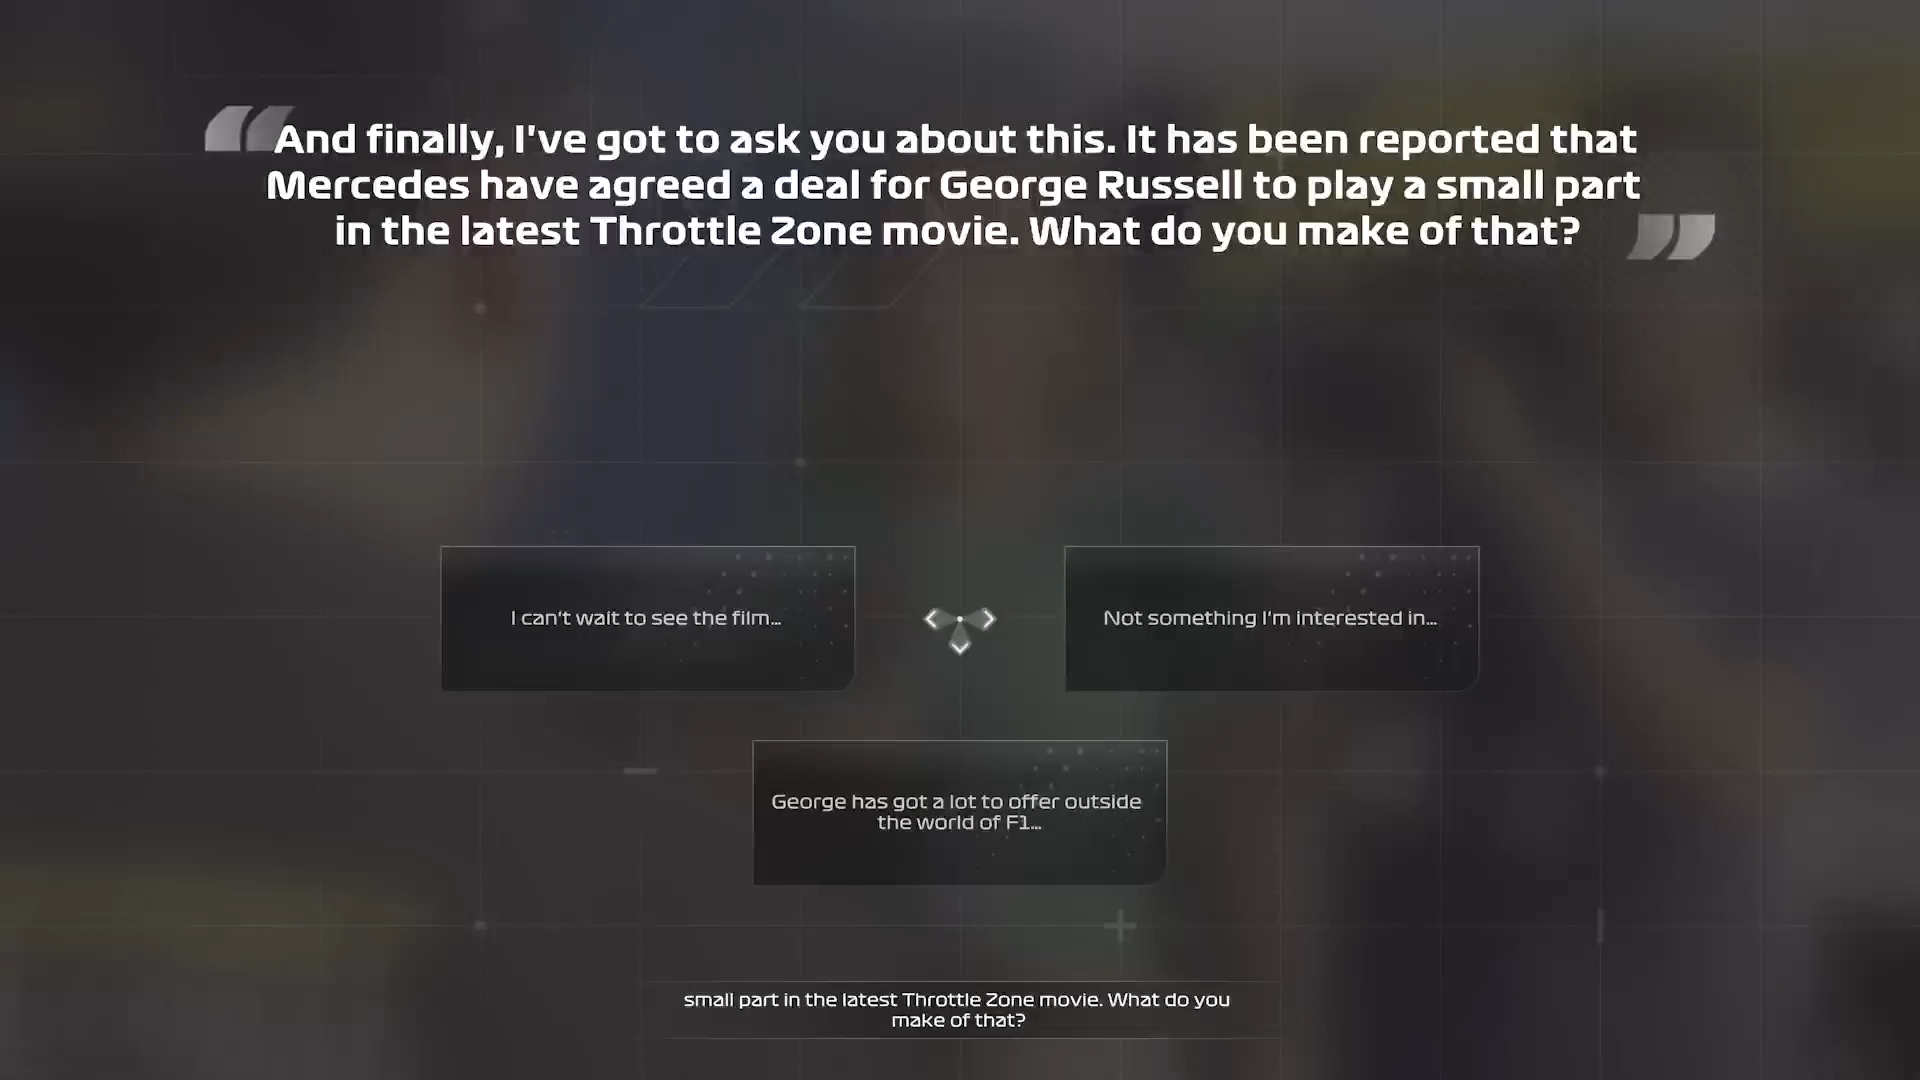 And finally, I've got to ask you about this. It has been reported that
Mercedes have agreed a deal for George Russell to play a small part
in the latest Throttle Zone movie. What do you make of that?
I can't wait to see the film...
Not something I'm interested in...
George has got a lot to offer outside
the world of F1...
small part in the latest Throttle Zone movie. What do you
make of that?